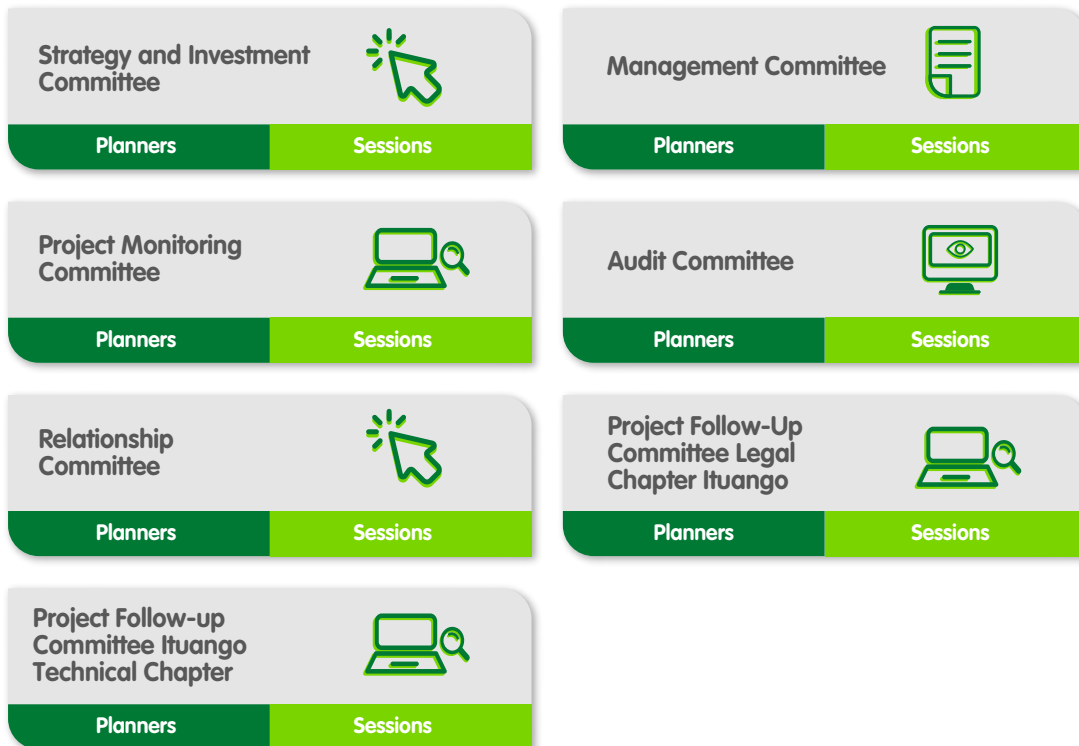 Strategy and Investment
Committee
Planners
Sessions
Management Committee
Planners
Sessions
Project Monitoring
Committee
Planners
Sessions
Audit Committee
Planners
Sessions
Relationship
Committee
Planners
Sessions
Project Follow-Up
Committee Legal
Chapter Ituango
Planners
Sessions
Project Follow-up
Committee Ituango
Technical Chapter
Planners
Sessions